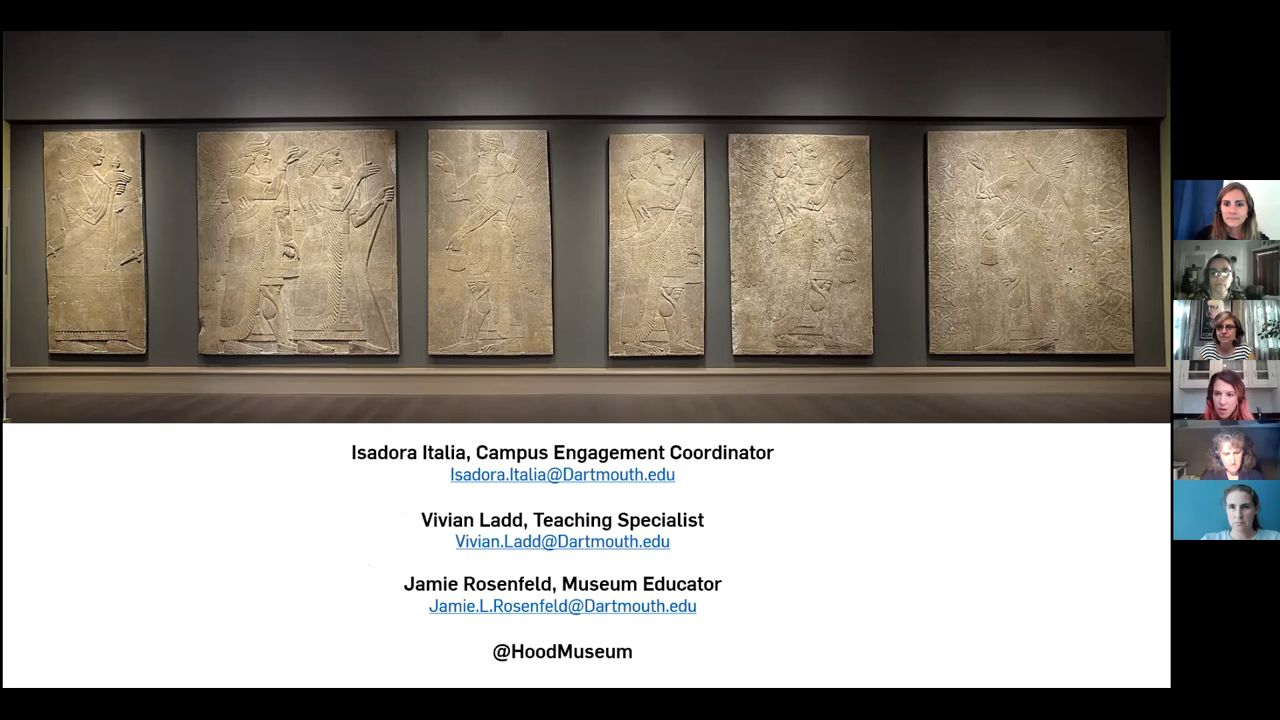 Isadora Italia, Campus Engagement Coordinator
Isadora.Italia@Dartmouth.edu
Vivian Ladd, Teaching Specialist
Vivian.Ladd@Dartmouth.edu
Jamie Rosenfeld, Museum Educator
Jamie.L.Rosenfeld@Dartmouth.edu
@HoodMuseum